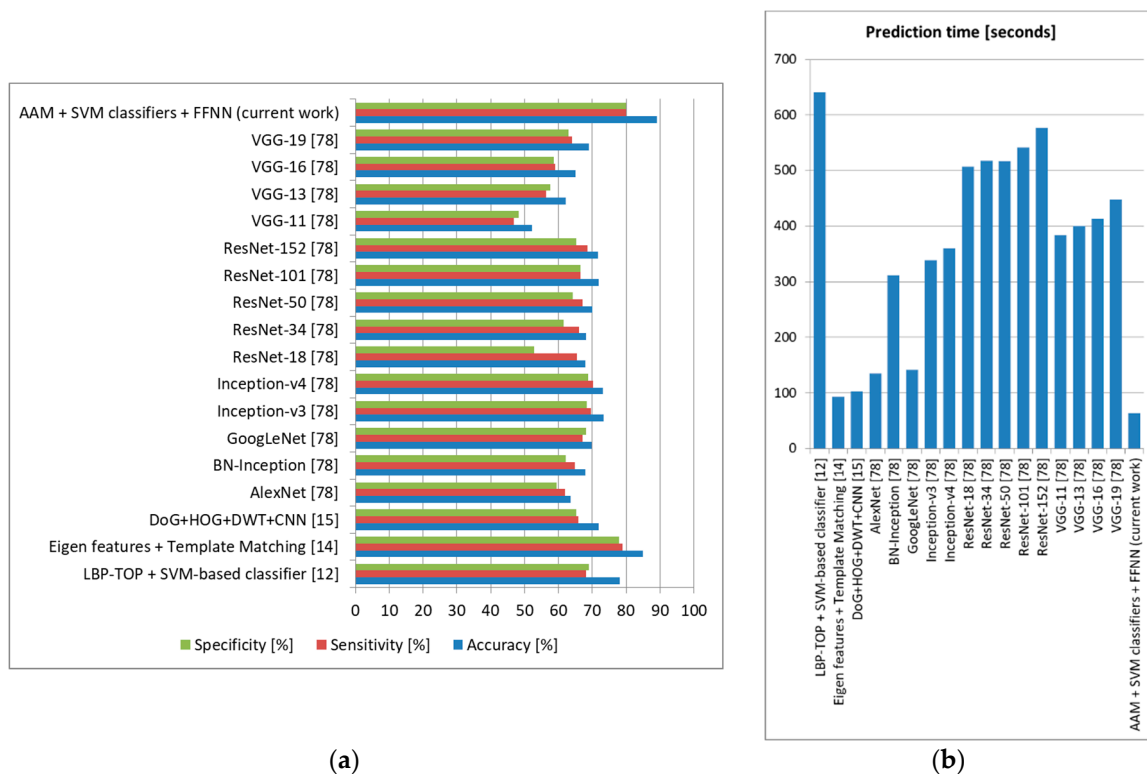 AAM + SVM classifiers + FFNN (current work)
VGG-19 [78]
VGG-16 [78]
VGG-13 [78]
VGG-11 [78]
ResNet-152 [78]
ResNet-101 [78]
ResNet-50 [78]
ResNet-34 [78]
ResNet-18 [78]
Inception-v4 [78]
Inception-v3 [78]
GoogLeNet [78]
BN-Inception [78]
AlexNet [78]
DoG+HOG+DWT+CNN [15]
Eigen features + Template Matching [14]
LBP-TOP + SVM-based classifier [12]
0 10 20 30 40 50 60 70 80 90 100
Specificity [%] Sensitivity [%] Accuracy [%]
(a)
Prediction time [seconds]
700
600
500
400
300
200
100
0
LBP-TOP + SVM-based classifier [12]
Eigen features + Template Matching [14]
DoG+HOG+DWT+CNN [15]
AlexNet [78]
BN-Inception [78]
GoogLeNet [78]
Inception-v3 [78]
Inception-v4 [78]
ResNet-18 [78]
ResNet-34 [78]
ResNet-50 [78]
ResNet-101 [78]
ResNet-152 [78]
VGG-11 [78]
VGG-13 [78]
VGG-16 [78]
VGG-19 [78]
AAM + SVM classifiers + FFNN (current work)
(b)